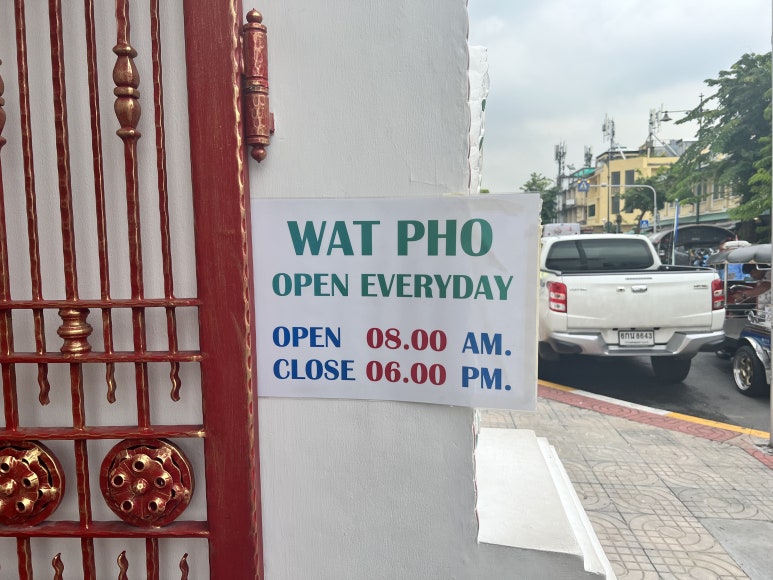 WAT PHO
OPEN EVERYDAY
OPEN 08.00 AM.
CLOSE 06.00 PM.